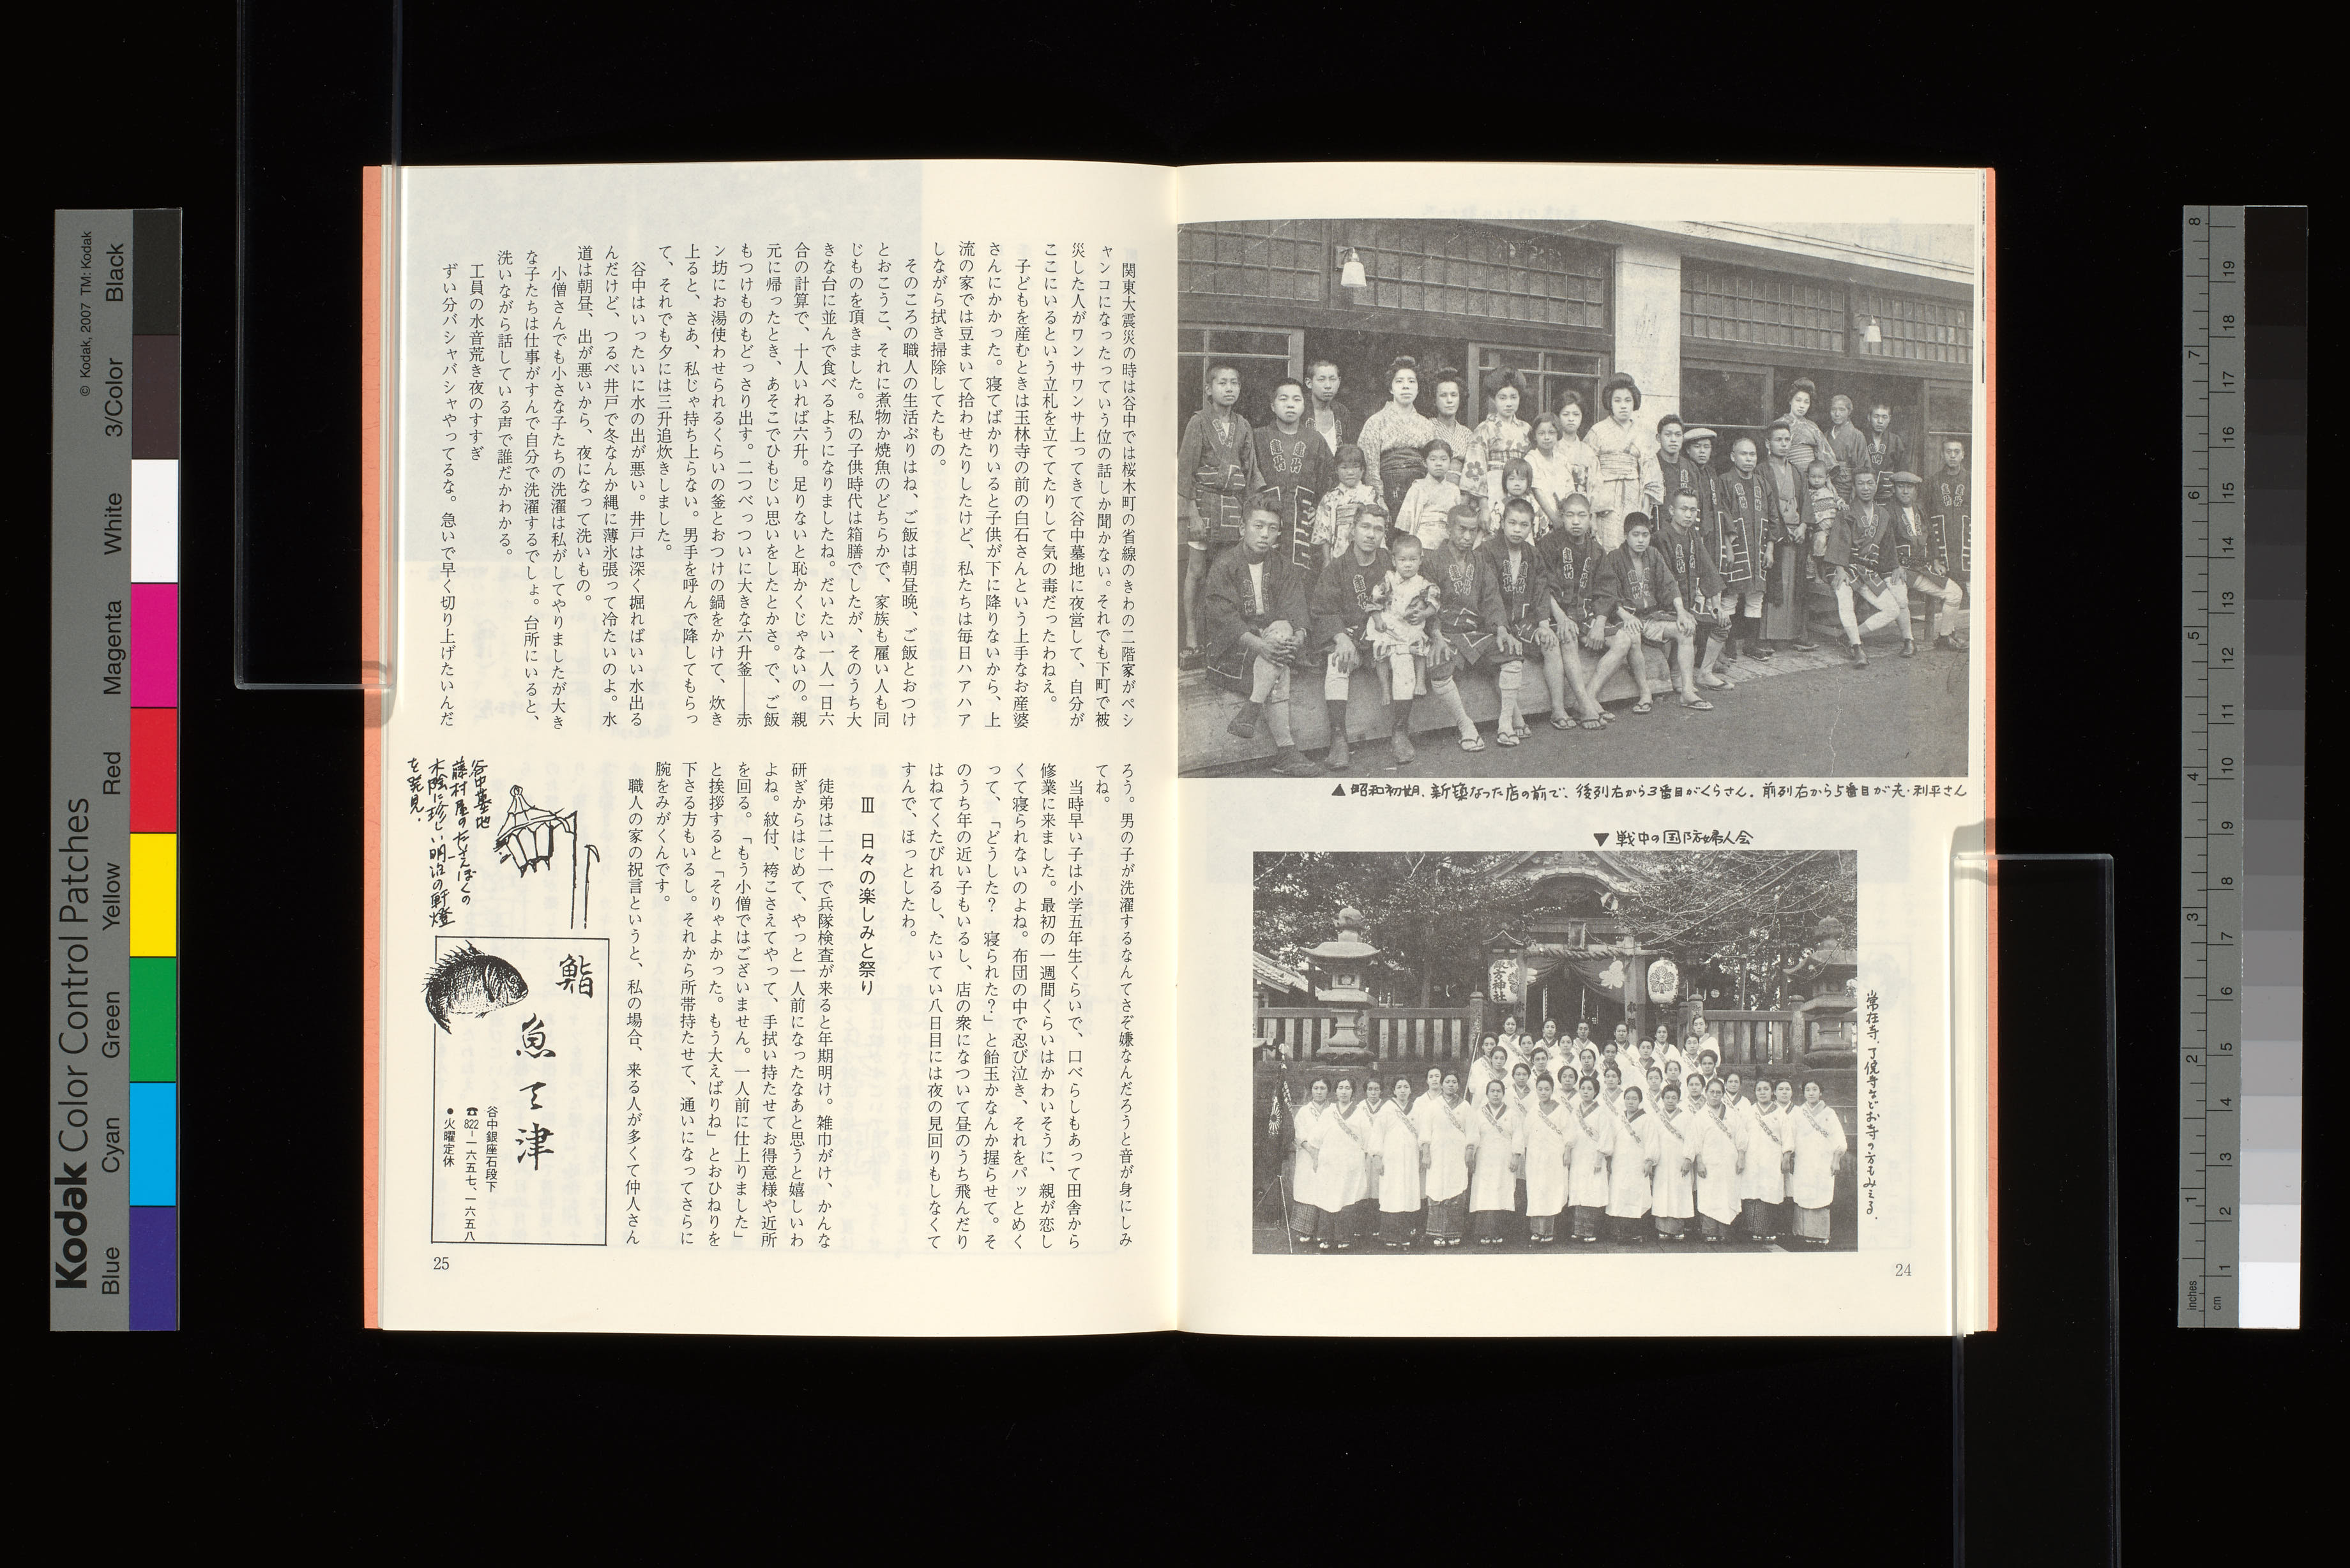 ▲昭和初期、新築なった店の前で、後列右から3番目がくらさん。前列右から5番目が夫・利平さん
▼戦中の国防婦人会
常在寺、了俒寺などお寺の方もみえる。
24
関東大震災の時は谷中では桜木町の省線のきわの二階家がペシ
ャンコになったっていう位の話しか聞かない。それでも下町で被
災した人がワンサワンサ上ってきて谷中墓地に夜営して、自分が
ここにいるという立札を立ててたりして気の毒だったわねえ。
子どもを産むときは玉林寺の前の白石さんという上手なお産婆
さんにかかった。寝てばかりいると子供が下に降りないから、上
流の家では豆まいて拾わせたりしたけど、私たちは毎日ハアハア
しながら拭き掃除してたもの。
そのころの職人の生活ぶりはね、ご飯は朝昼晩、ご飯とおつけ
とおこうこ、それに煮物か焼魚のどちらかで、家族も雇い人も同
じものを頂きました。私の子供時代は箱膳でしたが、そのうち大
きな台に並んで食べるようになりましたね。だいたい一人一日六
合の計算で、十人いれば六升。足りないと恥かくじゃないの。親
元に帰ったとき、あそこでひもじい思いをしたとかさ。で、ご飯
もつけものもどっさり出す。二つべっついに大きな六升釜――赤
ン坊にお湯使わせられるくらいの釜とおつけの鍋をかけて、炊き
上ると、さあ、私じゃ持ち上らない。男手を呼んで降してもらっ
て、それでも夕には三升追炊きしました。
谷中はいったいに水の出が悪い。井戸は深く掘ればいい水出る
んだけど、つるべ井戸で冬なんか縄に薄氷張って冷たいのよ。水
道は朝昼、出が悪いから、夜になって洗いもの。
小僧さんでも小さな子たちの洗濯は私がしてやりましたが大き
な子たちは仕事がすんで自分で洗濯するでしょ。台所にいると、
洗いながら話している声で誰だかわかる。
工員の水音荒き夜のすすぎ
ずい分バシャバシャやってるな。急いで早く切り上げたいんだ
ろう。男の子が洗濯するなんてさぞ嫌なんだろうと音が身にしみ
てね。
当時早い子は小学五年生くらいで、口べらしもあって田舎から
修業に来ました。最初の一週間くらいはかわいそうに、親が恋し
くて寝られないのよね。布団の中で忍び泣き、それをパッとめく
って、「どうした？ 寝られた？」と飴玉かなんか握らせて。そ
のうち年の近い子もいるし、店の衆になついて昼のうち飛んだり
はねてくたびれるし、たいてい八日目には夜の見回りもしなくて
すんで、ほっとしたわ。
Ⅲ 日々の楽しみと祭り
徒弟は二十一で兵隊検査が来ると年期明け。雑巾がけ、かんな
研ぎからはじめて、やっと一人前になったなあと思うと嬉しいわ
よね。紋付、袴こさえてやって、手拭い持たせてお得意様や近所
を回る。「もう小僧ではございません。一人前に仕上りました」
と挨拶すると「そりゃよかった。もう大えばりね」とおひねりを
下さる方もいるし。それから所帯持たせて、通いになってさらに
腕をみがくんです。
職人の家の祝言というと、私の場合、来る人が多くて仲人さん
谷中墓地
藤村屋のたさえぼくの
木陰に珍しい明治の軒燈
を発見。
鮨
魚てⅰ津
谷中銀座石段下
☎822-一六五七、一六五八
●火曜定休
25
Kodak Color Control Patches
© Kodak, 2007 TM: Kodak
Blue Cyan Green Yellow Red Magenta White 3/Color Black
inches 1 2 3 4 5 6 7 8
cm 1 2 3 4 5 6 7 8 9 10 11 12 13 14 15 16 17 18 19